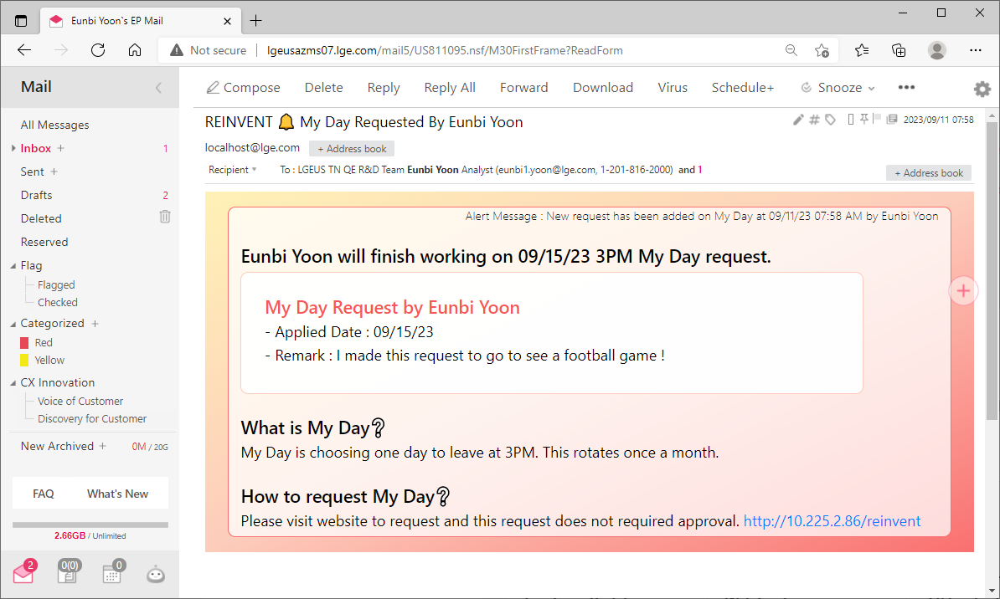 Eunbi Yoon`s EP Mail
Not secure
lgeusazms07.lge.com/mail5/US811095.nsf/M30FirstFrame?ReadForm
Mail
Compose Delete Reply Reply All Forward Download Virus Schedule+ Snooze
All Messages
Inbox + 1
Sent +
Drafts 2
Deleted
Reserved
Flag
Flagged
Checked
Categorized +
Red
Yellow
CX Innovation
Voice of Customer
Discovery for Customer
New Archived + 0M / 20G
FAQ What's New
2.66GB / Unlimited
2 0(0) 0
REINVENT 🔔 My Day Requested By Eunbi Yoon
2023/09/11 07:58
localhost@lge.com + Address book
Recipient To : LGEUS TN QE R&D Team Eunbi Yoon Analyst (eunbi1.yoon@lge.com, 1-201-816-2000) and 1
+ Address book
Alert Message : New request has been added on My Day at 09/11/23 07:58 AM by Eunbi Yoon
Eunbi Yoon will finish working on 09/15/23 3PM My Day request.
My Day Request by Eunbi Yoon
- Applied Date : 09/15/23
- Remark : I made this request to go to see a football game !
What is My Day❔
My Day is choosing one day to leave at 3PM. This rotates once a month.
How to request My Day❔
Please visit website to request and this request does not required approval. http://10.225.2.86/reinvent